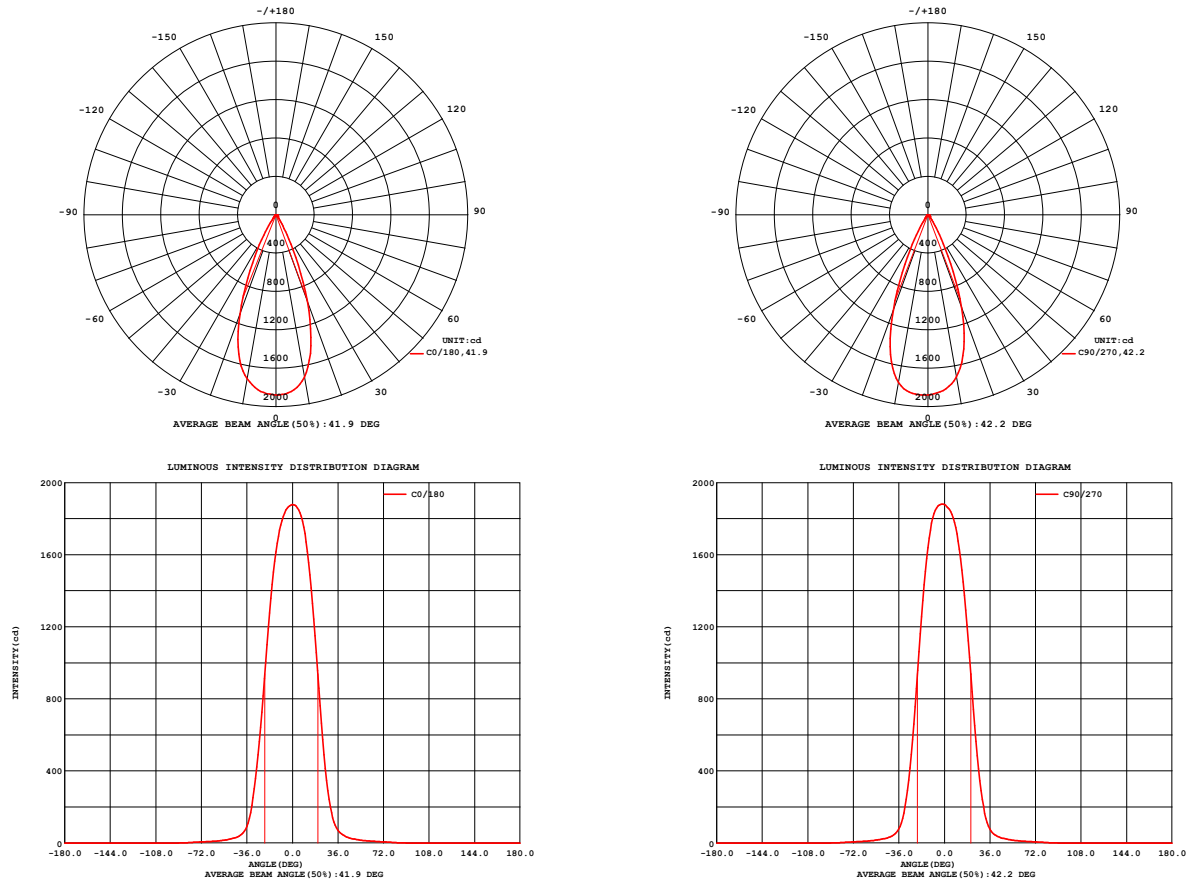 -/+180
-150
150
-120
120
-90
90
-60
60
-30
30
0
0
400
800
1200
1600
2000
UNIT:cd
C0/180,41.9
AVERAGE BEAM ANGLE(50%):41.9 DEG
-/+180
-150
150
-120
120
-90
90
-60
60
-30
30
0
0
400
800
1200
1600
2000
UNIT:cd
C90/270,42.2
AVERAGE BEAM ANGLE(50%):42.2 DEG
LUMINOUS INTENSITY DISTRIBUTION DIAGRAM
C0/180
2000
1600
1200
800
400
0
INTENSITY(cd)
-180.0 -144.0 -108.0 -72.0 -36.0 0.0 36.0 72.0 108.0 144.0 180.0
ANGLE(DEG)
AVERAGE BEAM ANGLE(50%):41.9 DEG
LUMINOUS INTENSITY DISTRIBUTION DIAGRAM
C90/270
2000
1600
1200
800
400
0
INTENSITY(cd)
-180.0 -144.0 -108.0 -72.0 -36.0 0.0 36.0 72.0 108.0 144.0 180.0
ANGLE(DEG)
AVERAGE BEAM ANGLE(50%):42.2 DEG